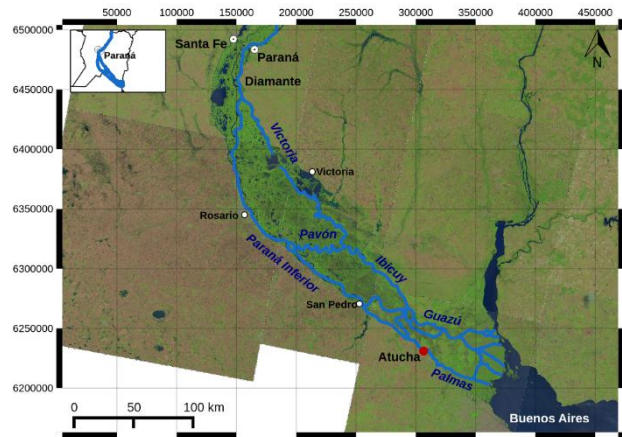 50000 100000 150000 200000 250000 300000 350000 400000 450000
6500000
6450000
6400000
6350000
6300000
6250000
6200000
Paraná
N
Santa Fe
Paraná
Diamante
Victoria
Victoria
Rosario
Pavón
Ibicuy
Paraná Inferior
San Pedro
Guazú
Atucha
Palmas
0 50 100 km
Buenos Aires